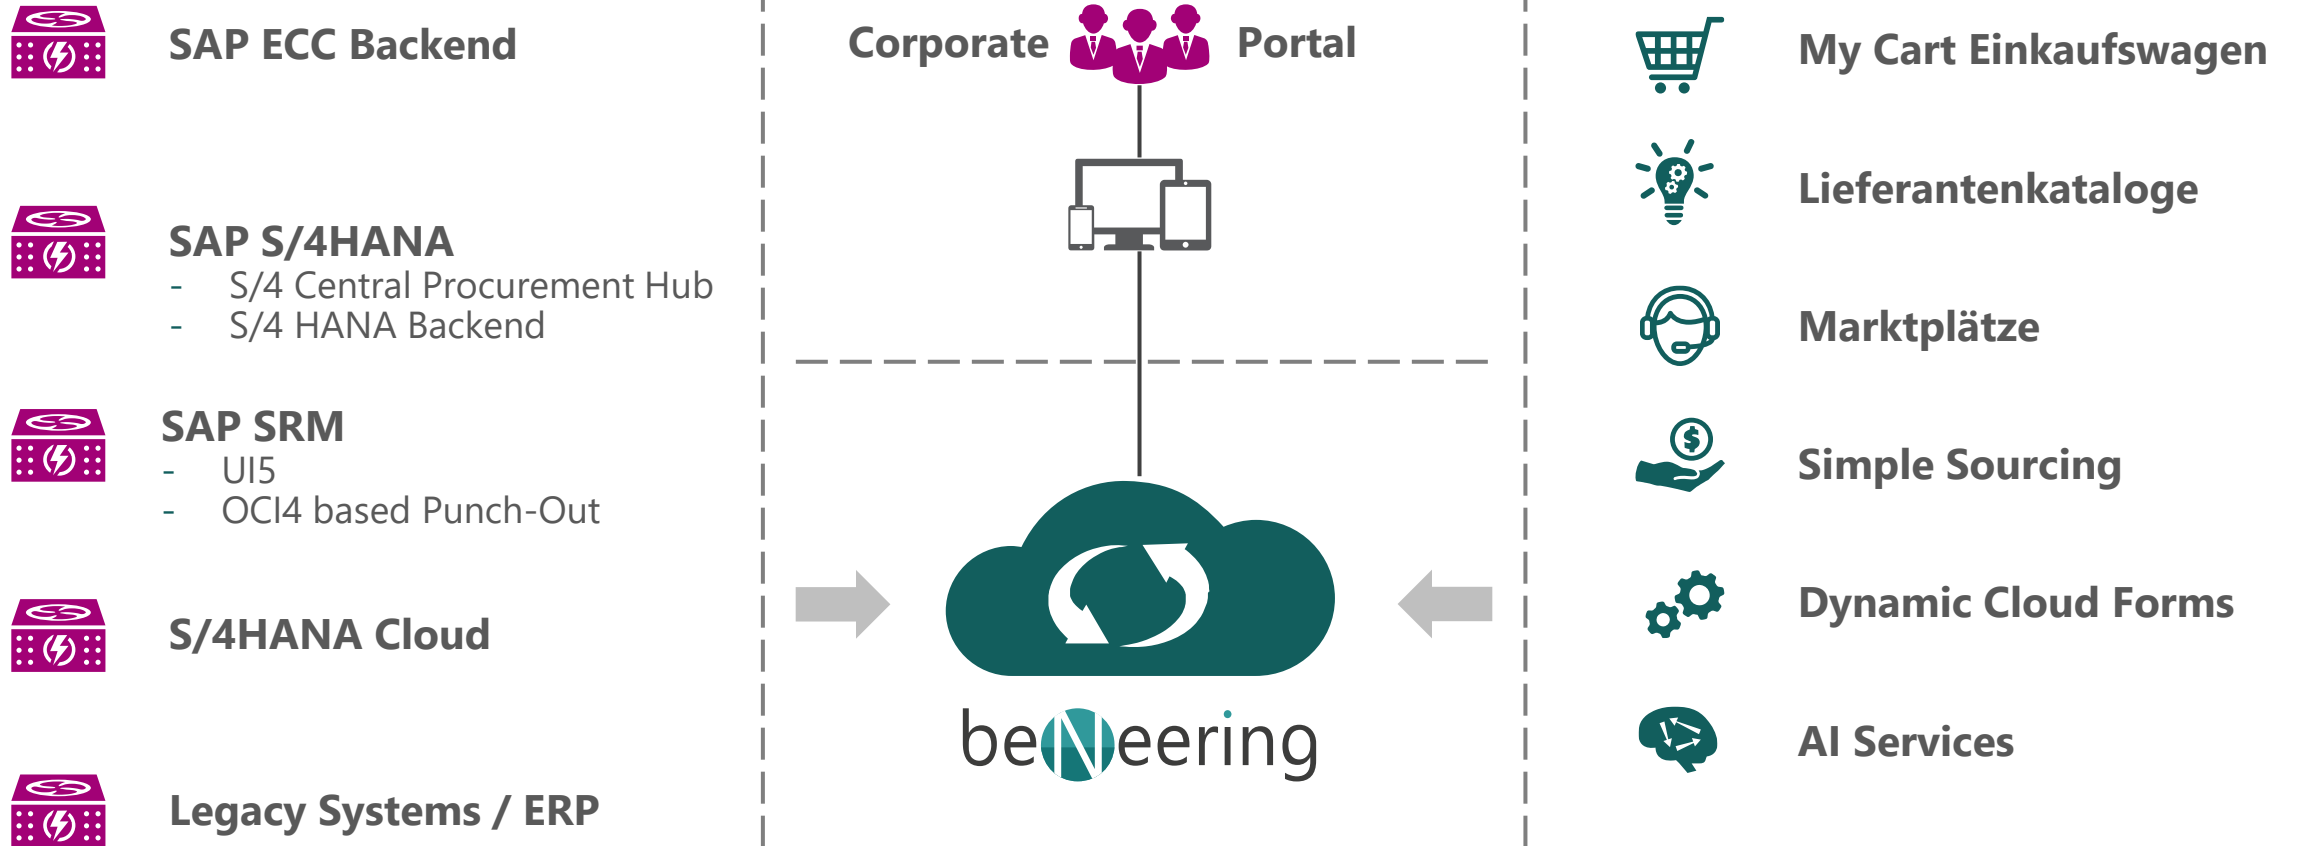 SAP ECC Backend
SAP S/4HANA
- S/4 Central Procurement Hub
- S/4 HANA Backend
SAP SRM
- UI5
- OCI4 based Punch-Out
S/4HANA Cloud
Legacy Systems / ERP
Corporate Portal
$
beNeering
My Cart Einkaufswagen
Lieferantenkataloge
Marktplätze
Simple Sourcing
Dynamic Cloud Forms
AI Services